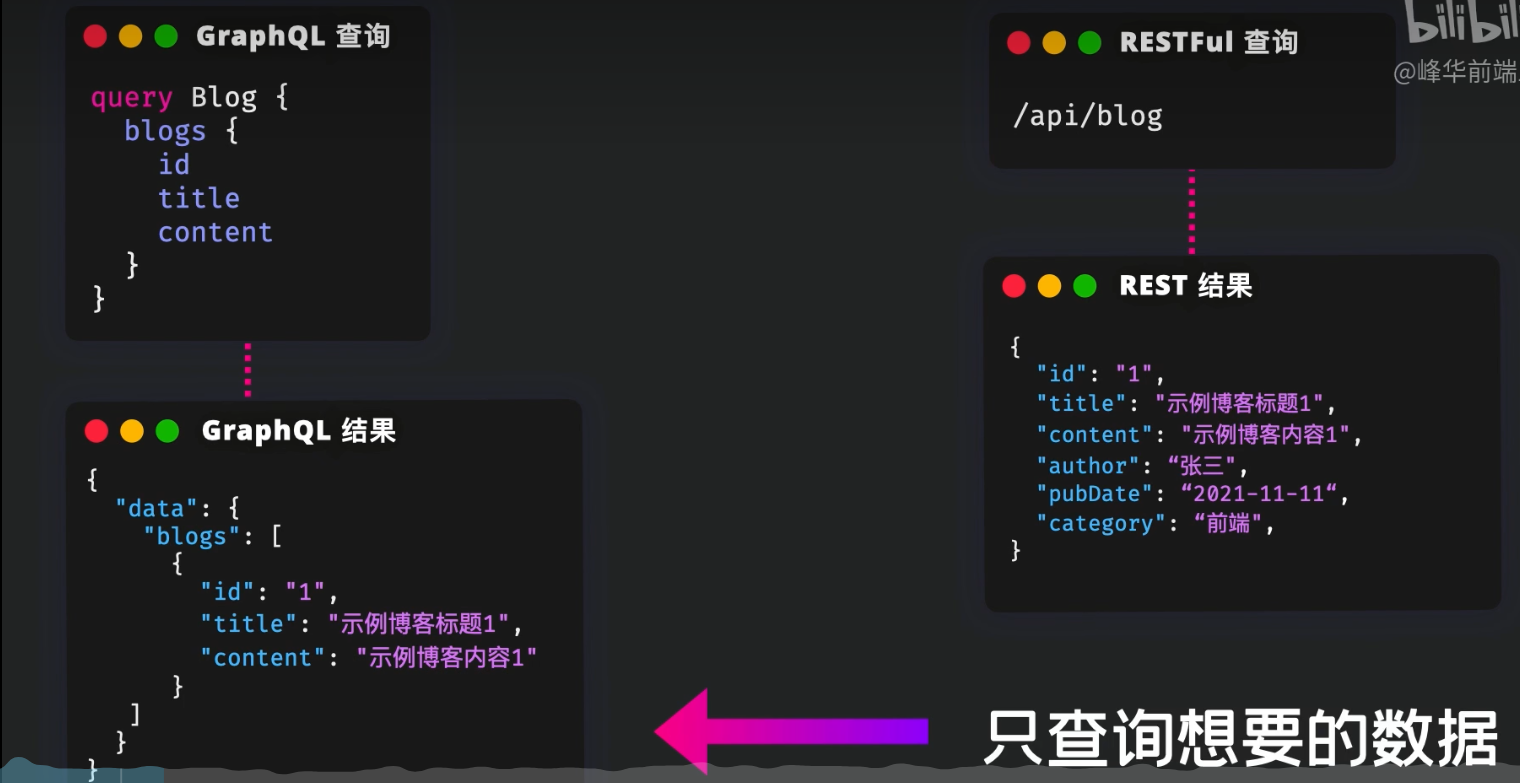 GraphQL 查询
query Blog {
blogs {
id
title
content
}
}
GraphQL 结果
{
"data": {
"blogs": [
{
"id": "1",
"title": "示例博客标题1",
"content": "示例博客内容1"
}
]
}
}
RESTFul 查询
/api/blog
REST 结果
{
"id": "1",
"title": "示例博客标题1",
"content": "示例博客内容1",
"author": “张三",
"pubDate": “2021-11-11“,
"category": “前端",
}
只查询想要的数据
bilibil
@峰华前端